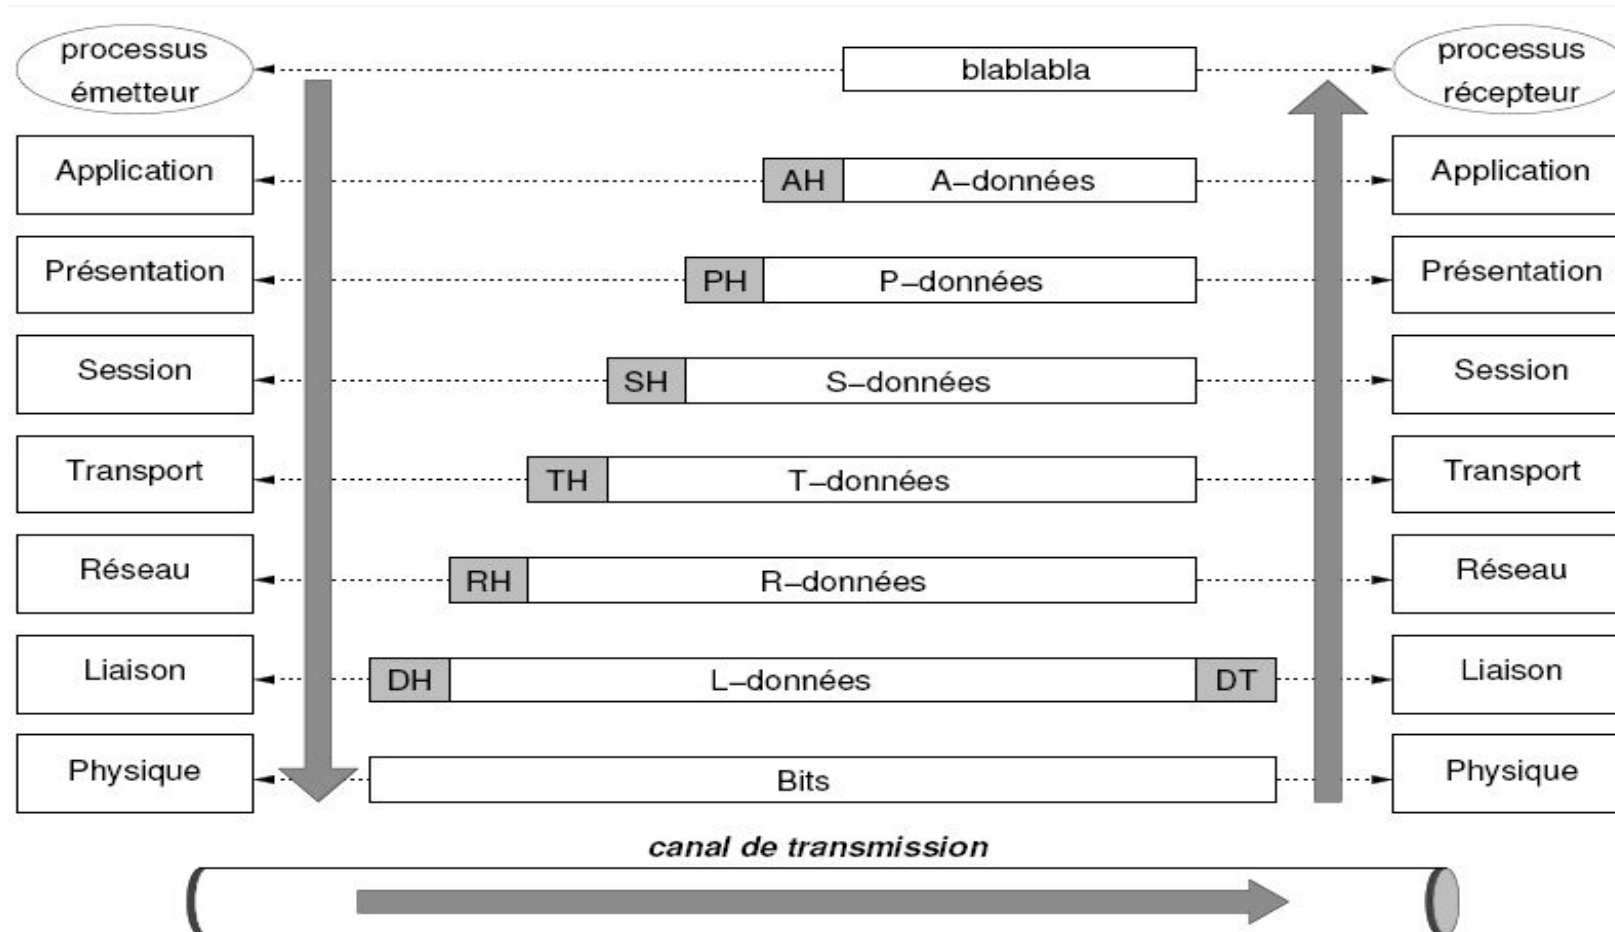 processus
émetteur
blablabla
processus
récepteur
Application
AH
A–données
Application
Présentation
PH
P–données
Présentation
Session
SH
S–données
Session
Transport
TH
T–données
Transport
Réseau
RH
R–données
Réseau
Liaison
DH
L–données
DT
Liaison
Physique
Bits
Physique
canal de transmission